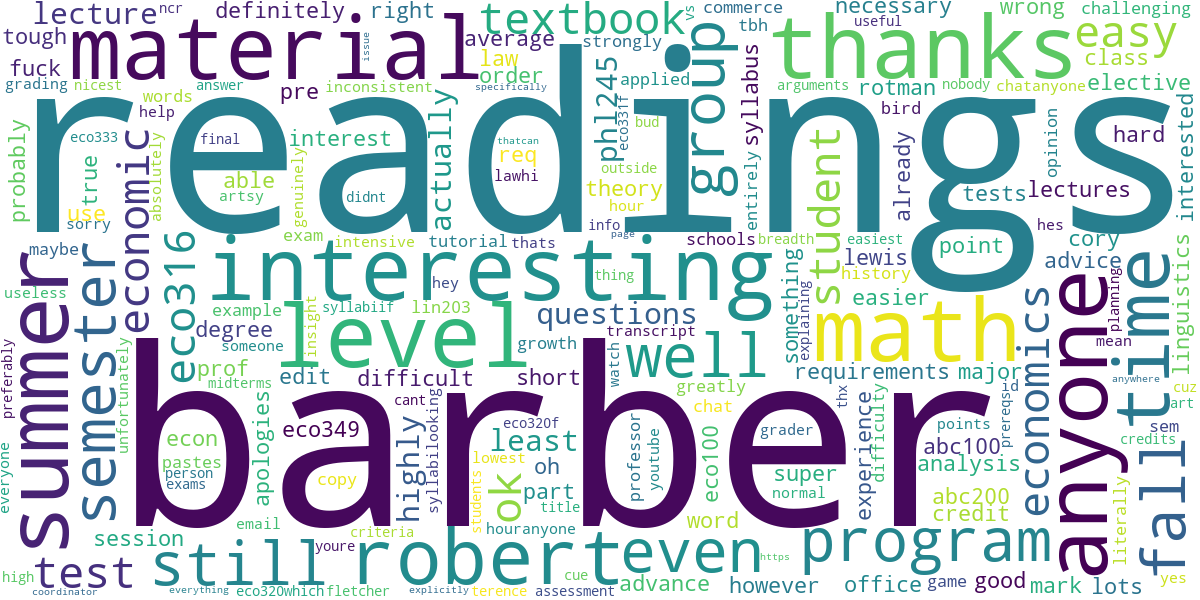 readings
barber
material
thanks
interesting
level
math
group
summer
anyone
robert
program
even
still
well
fall
time
semester
economic
economics
student
textbook
test
ok
easy
eco316
highly
questions
phl245
lecture
ncr
definitely
right
tough
fuck
issue
average
strongly
commerce
tbh
vs
necessary
useful
wrong
challenging
class
grading
nicest
answer
pre
inconsistent
law
order
specifically
applied
syllabus
arguments
rotman
nobody
chatanyone
elective
words
help
probably
eco333
true
interest
final
able
artsy
use
sorry
absolutely
genuinely
actually
didnt
thatcan
req
lawhi
eco331f
bud
outside
theory
hour
info
page
entirely
bird
already
opinion
hard
tests
lectures
interested
hes
point
maybe
exam
intensive
tutorial
thats
schools
breadth
easiest
lewis
history
cory
advice
useless
example
syllabiif
lin203
hey
thing
something
easier
linguistics
planning
mean
degree
someone
insight
growth
transcript
explaining
prof
midterms
edit
difficult
short
watch
greatly
requirements
major
anywhere
cuz
art
preferably
unfortunately
apologies
econ
pastes
person
exams
eco349
copy
cant
syllabilooking
least
oh
part
title
lowest
students
eco320f
professor
youtube
eco100
chat
word
grader
super
normal
thx
experience
difficulty
points
abc100
analysis
abc200
credit
prereqs
id
sem
credits
everyone
email
session
criteria
youre
houranyone
cue
https
literally
yes
high
coordinator
everything
eco320which
fletcher
explicitly
terence
assessment
advance
however
office
game
good
mark
lots